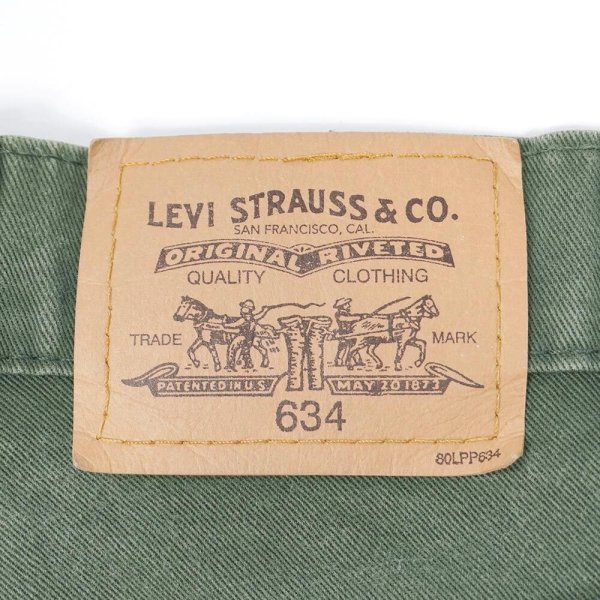 LEVI STRAUSS & CO.
SAN FRANCISCO, CAL.
ORIGINAL RIVETED
QUALITY CLOTHING
TRADE MARK
PATENTED IN U.S. MAY 20 1873
634
80LPP634